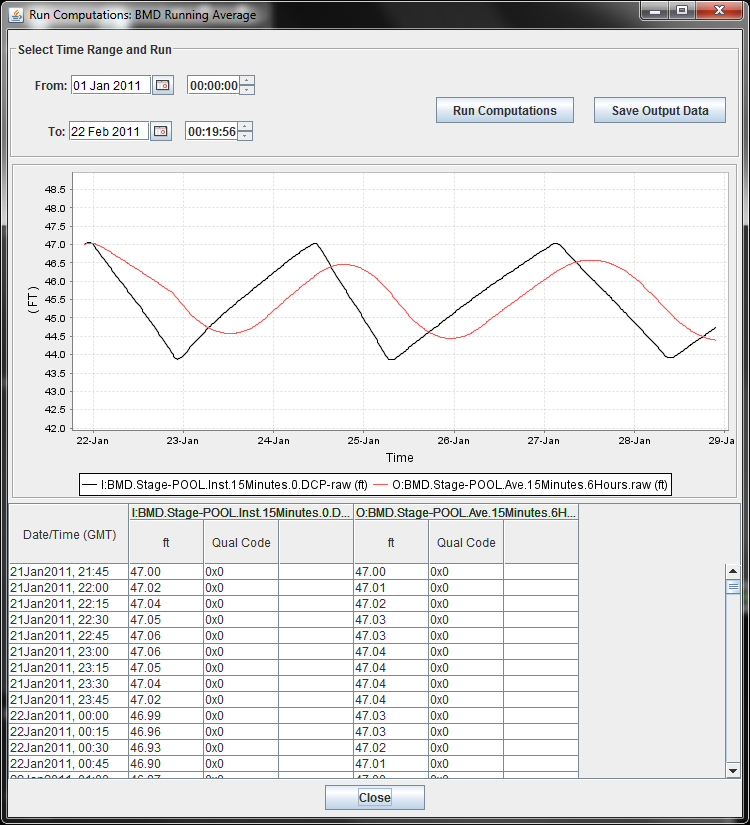 Run Computations: BMD Running Average
Select Time Range and Run
From: 01 Jan 2011 00:00:00
To: 22 Feb 2011 00:19:56
Run Computations Save Output Data
48.5
48.0
47.5
47.0
46.5
46.0
45.5
45.0
44.5
44.0
43.5
43.0
42.5
42.0
( FT )
22-Jan 23-Jan 24-Jan 25-Jan 26-Jan 27-Jan 28-Jan 29-Ja
Time
I:BMD.Stage-POOL.Inst.15Minutes.0.DCP-raw (ft) O:BMD.Stage-POOL.Ave.15Minutes.6Hours.raw (ft)
Date/Time (GMT) I:BMD.Stage-POOL.Inst.15Minutes.0.D... O:BMD.Stage-POOL.Ave.15Minutes.6H...
ft Qual Code ft Qual Code
21Jan2011, 21:45 47.00 0x0 47.00 0x0
21Jan2011, 22:00 47.02 0x0 47.01 0x0
21Jan2011, 22:15 47.04 0x0 47.02 0x0
21Jan2011, 22:30 47.05 0x0 47.03 0x0
21Jan2011, 22:45 47.06 0x0 47.03 0x0
21Jan2011, 23:00 47.06 0x0 47.04 0x0
21Jan2011, 23:15 47.05 0x0 47.04 0x0
21Jan2011, 23:30 47.04 0x0 47.04 0x0
21Jan2011, 23:45 47.02 0x0 47.04 0x0
22Jan2011, 00:00 46.99 0x0 47.03 0x0
22Jan2011, 00:15 46.96 0x0 47.03 0x0
22Jan2011, 00:30 46.93 0x0 47.02 0x0
22Jan2011, 00:45 46.90 0x0 47.01 0x0
Close